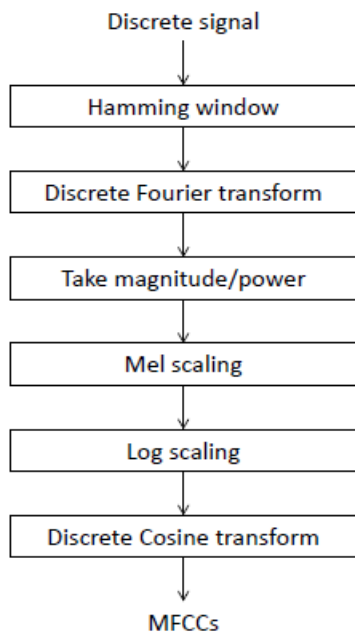 Discrete signal
Hamming window
Discrete Fourier transform
Take magnitude/power
Mel scaling
Log scaling
Discrete Cosine transform
MFCCs